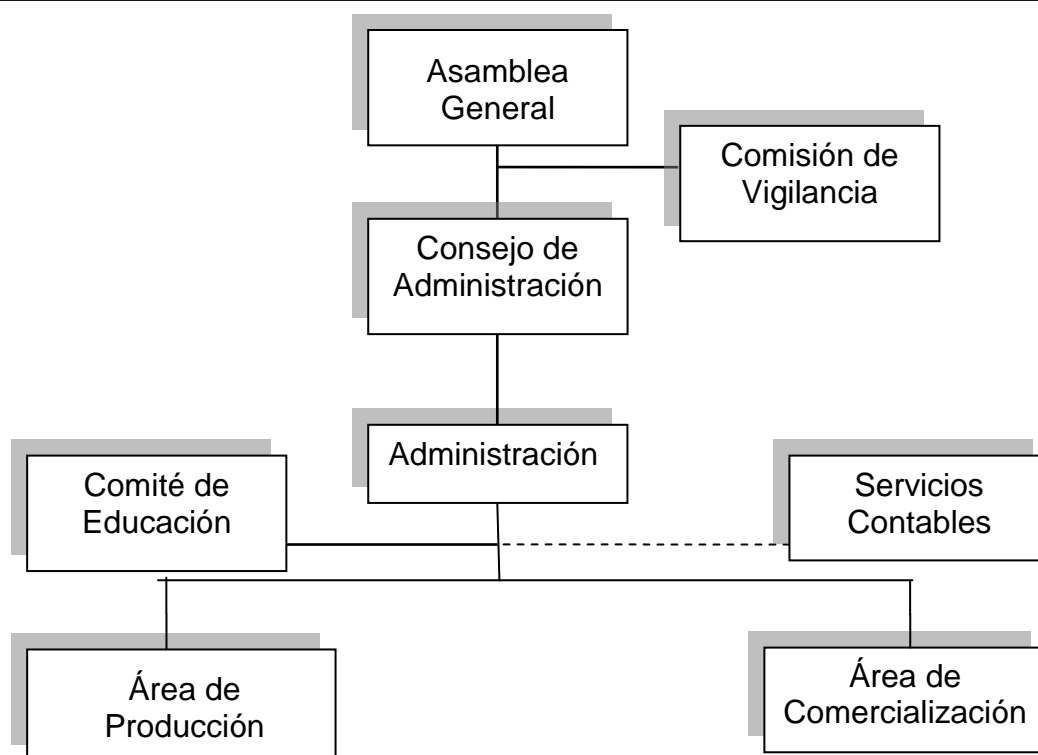 Asamblea
General
Comisión de
Vigilancia
Consejo de
Administración
Administración
Comité de
Educación
Servicios
Contables
Área de
Producción
Área de
Comercialización